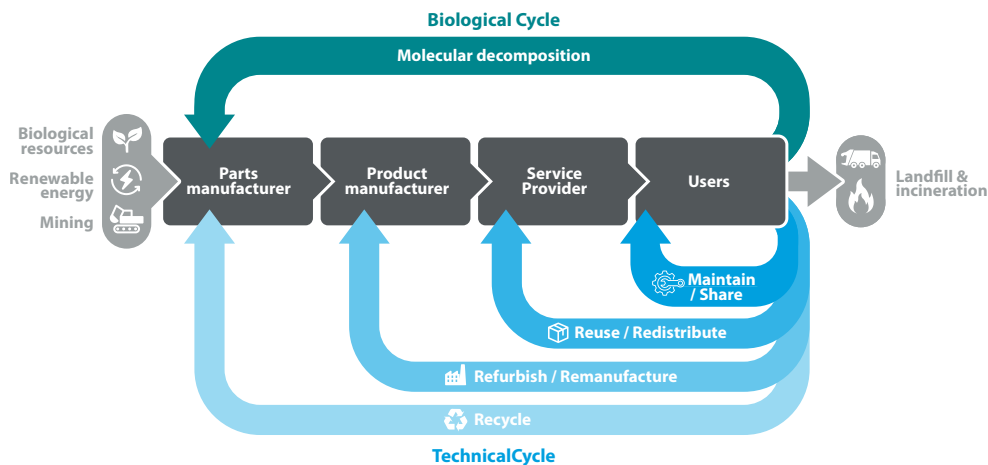 Biological Cycle
Molecular decomposition
Biological
resources
Renewable
energy
Mining
Parts
manufacturer
Product
manufacturer
Service
Provider
Users
Landfill &
incineration
Maintain
/ Share
Reuse / Redistribute
Refurbish / Remanufacture
Recycle
TechnicalCycle